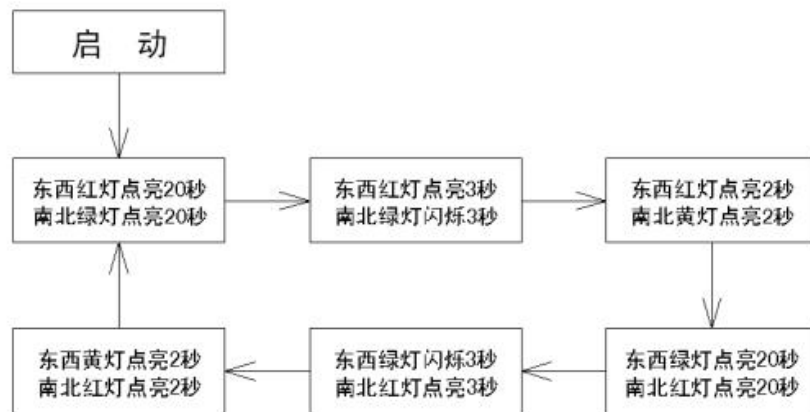 启 动
东西红灯点亮20秒
南北绿灯点亮20秒
东西红灯点亮3秒
南北绿灯闪烁3秒
东西红灯点亮2秒
南北黄灯点亮2秒
东西黄灯点亮2秒
南北红灯点亮2秒
东西绿灯闪烁3秒
南北红灯点亮3秒
东西绿灯点亮20秒
南北红灯点亮20秒